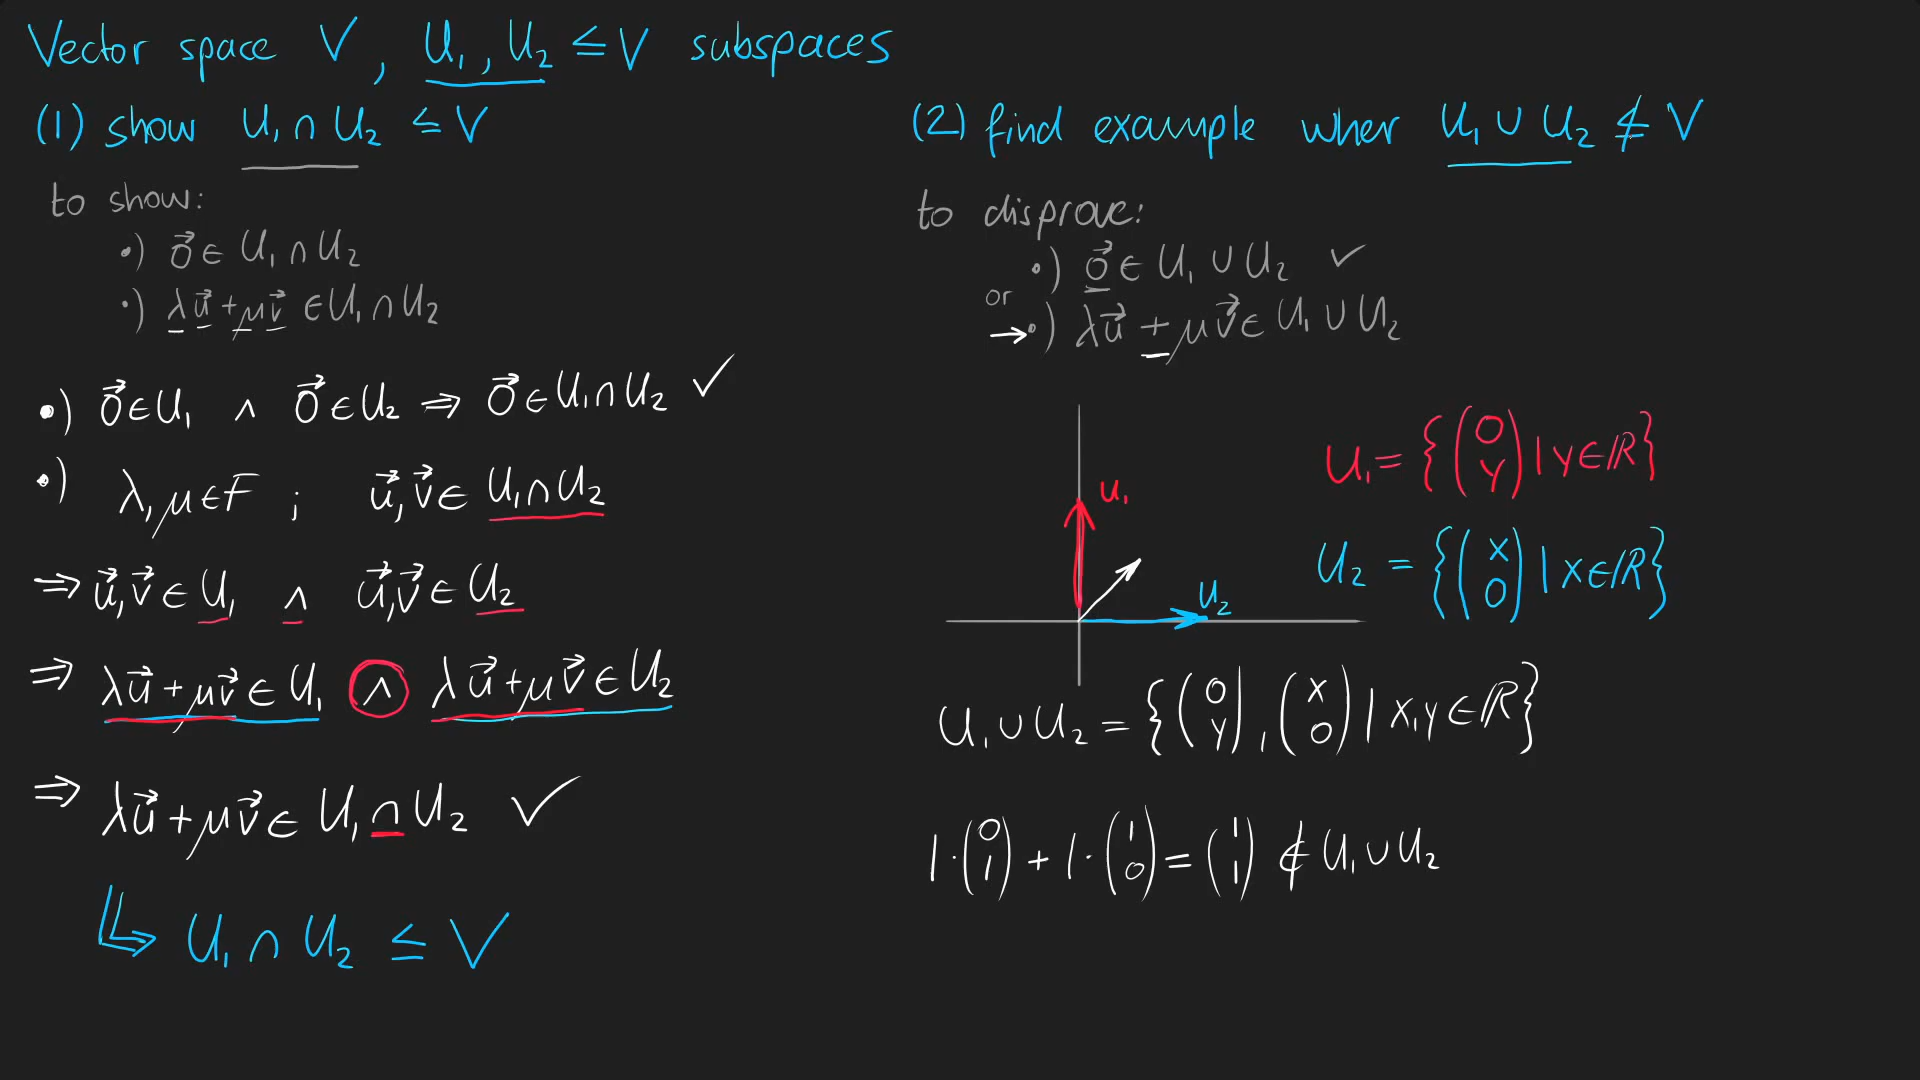 Vector space V, U₁, U₂ ≤ V subspaces
(1) show U₁ ∩ U₂ ≤ V
to show:
•) 0⃗ ∈ U₁ ∩ U₂
•) λu⃗ + μv⃗ ∈ U₁ ∩ U₂
•) 0⃗ ∈ U₁ ∧ 0⃗ ∈ U₂ ⇒ 0⃗ ∈ U₁ ∩ U₂ ✓
•) λ, μ ∈ F ; u⃗, v⃗ ∈ U₁ ∩ U₂
⇒ u⃗, v⃗ ∈ U₁ ∧ u⃗, v⃗ ∈ U₂
⇒ λu⃗ + μv⃗ ∈ U₁ ∧ λu⃗ + μv⃗ ∈ U₂
⇒ λu⃗ + μv⃗ ∈ U₁ ∩ U₂ ✓
↳ U₁ ∩ U₂ ≤ V
(2) find example wher U₁ ∪ U₂ ≰ V
to disprove:
•) 0⃗ ∈ U₁ ∪ U₂ ✓
or
→ •) λu⃗ + μv⃗ ∈ U₁ ∪ U₂
U₁
U₂
U₁ = {(0 y) | y ∈ ℝ}
U₂ = {(x 0) | x ∈ ℝ}
U₁ ∪ U₂ = {(0 y), (x 0) | x, y ∈ ℝ}
1·(0 1) + 1·(1 0) = (1 1) ∉ U₁ ∪ U₂